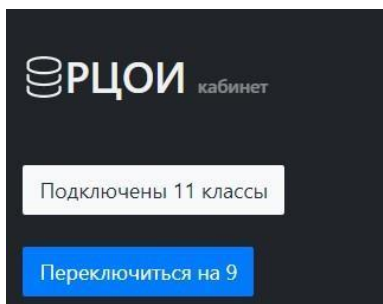 РЦОИ кабинет
Подключены 11 классы
Переключиться на 9